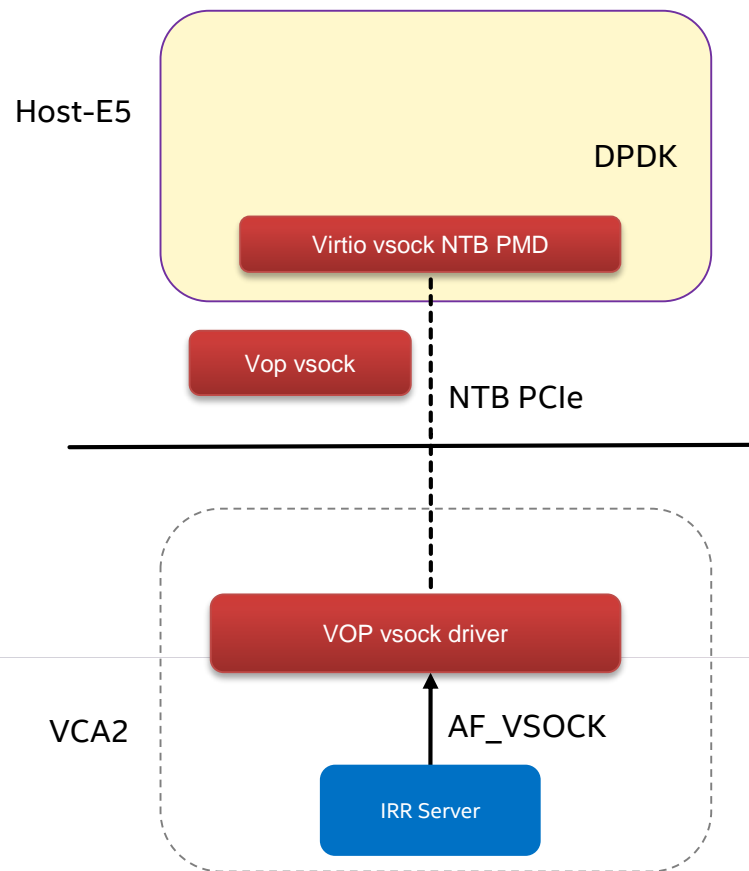 Host-E5
DPDK
Virtio vsock NTB PMD
Vop vsock
NTB PCIe
VOP vsock driver
VCA2
AF_VSOCK
IRR Server